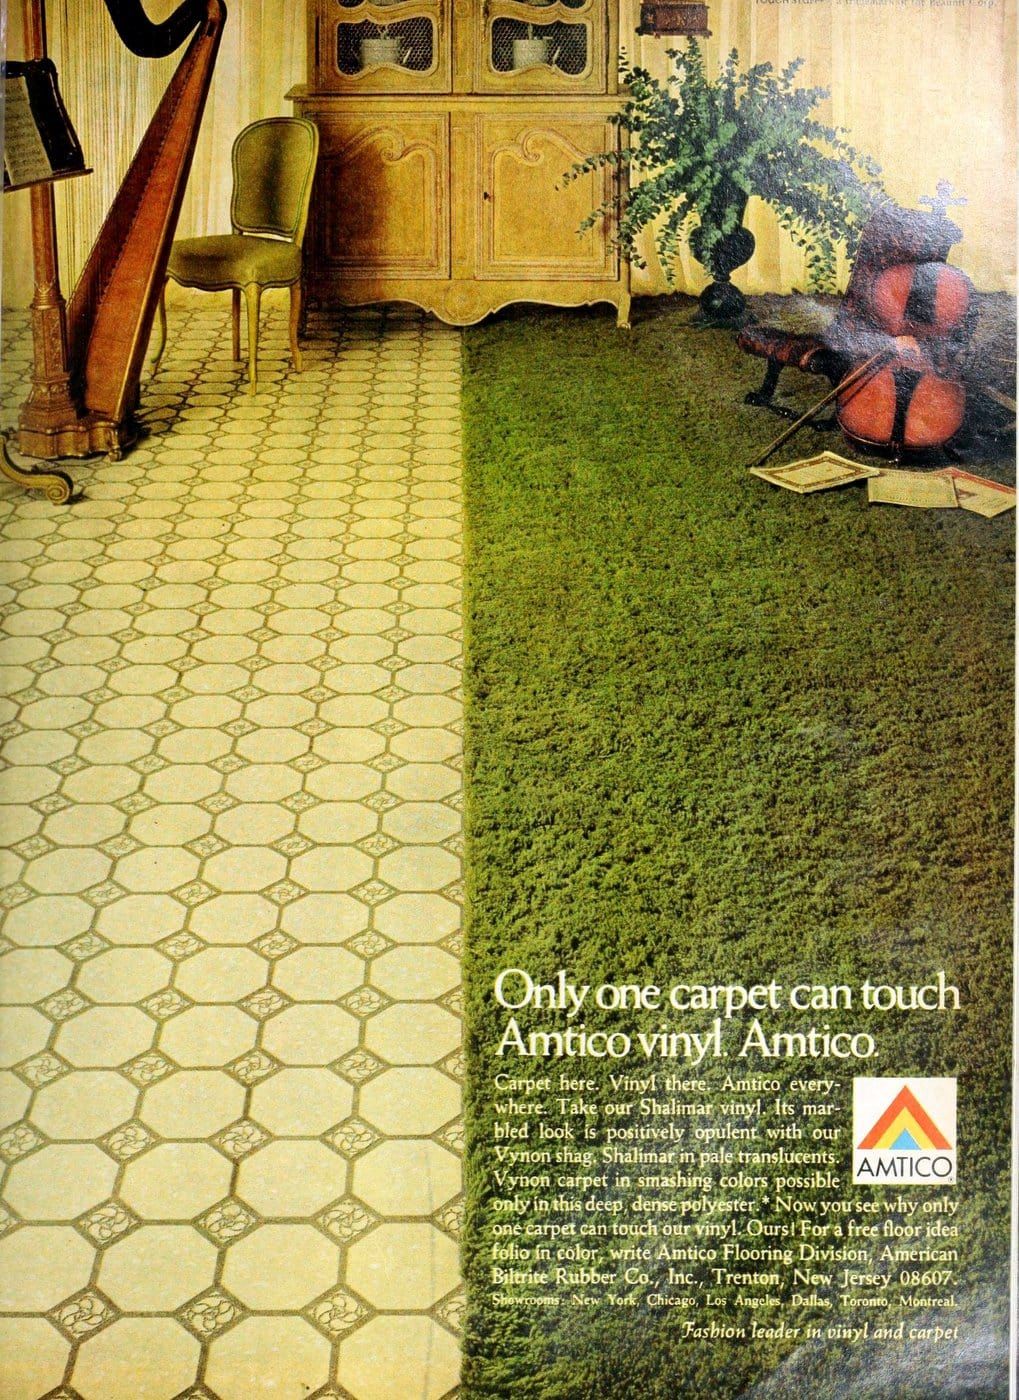 Only one carpet can touch
Amtico vinyl. Amtico.
Carpet here. Vinyl there. Amtico every-
where. Take our Shalimar vinyl. Its mar-
bled look is positively opulent with our
Vynon shag. Shalimar in pale translucents.
Vynon carpet in smashing colors possible
only in this deep, dense polyester.* Now you see why only
one carpet can touch our vinyl. Ours! For a free floor idea
folio in color, write Amtico Flooring Division, American
Biltrite Rubber Co., Inc., Trenton, New Jersey 08607.
Showrooms: New York, Chicago, Los Angeles, Dallas, Toronto, Montreal.
Fashion leader in vinyl and carpet
AMTICO